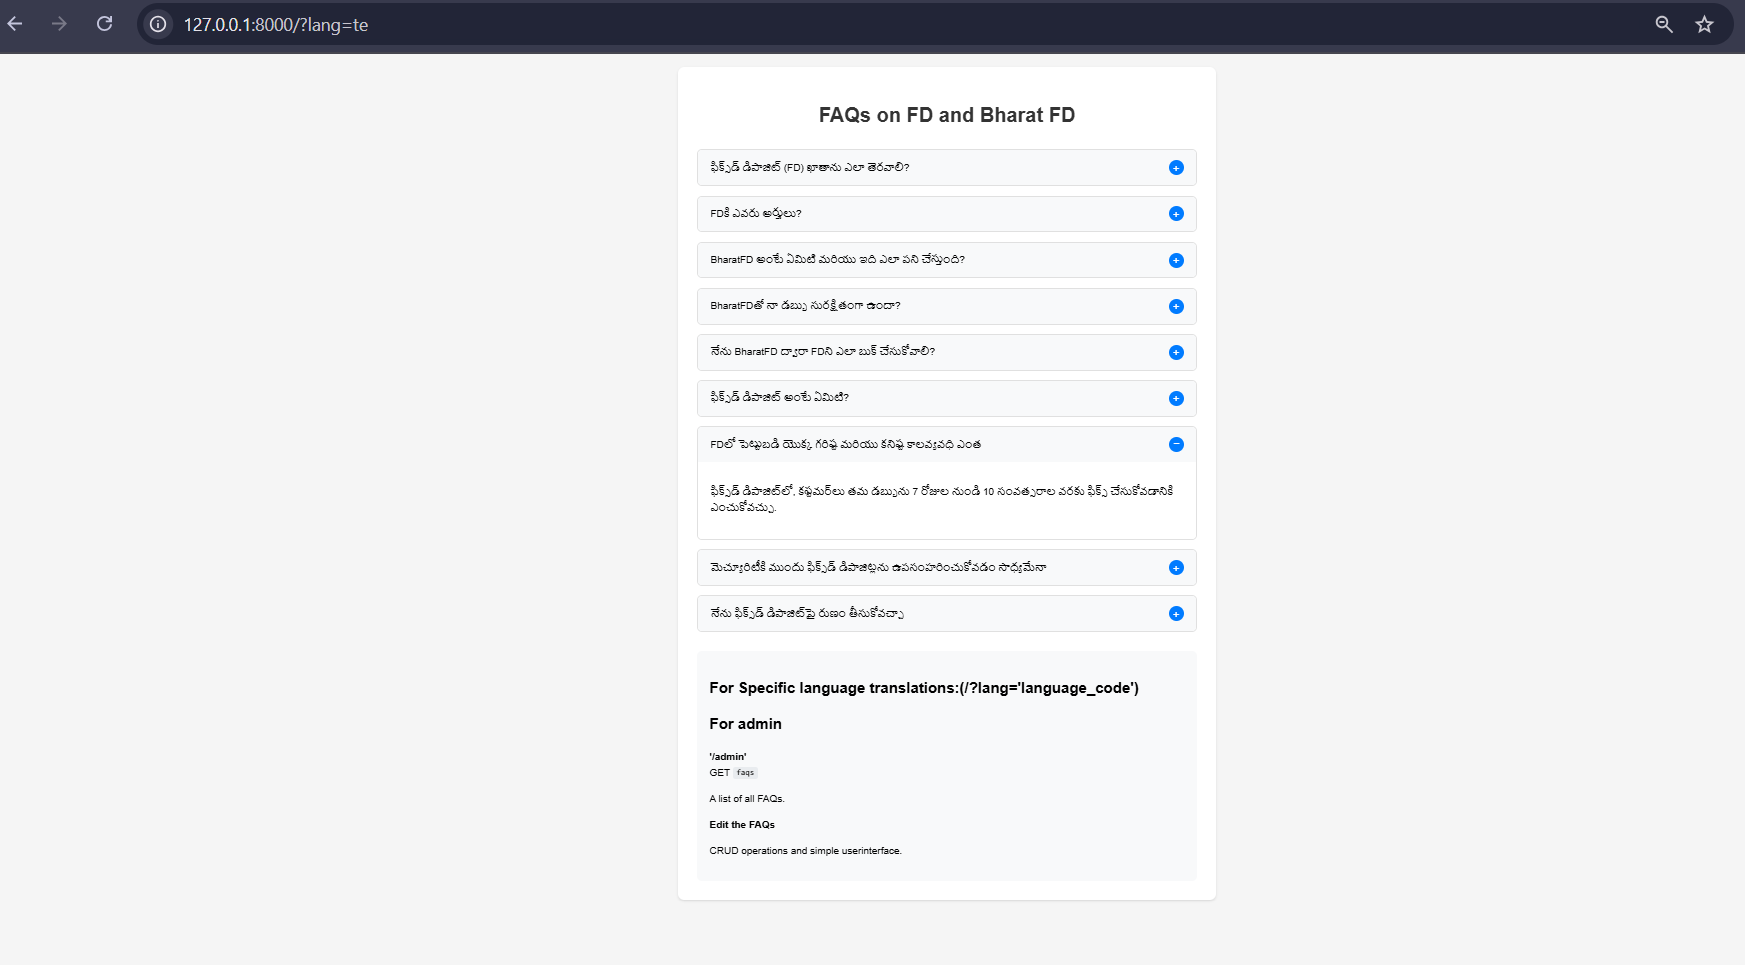 127.0.0.1:8000/?lang=te
FAQs on FD and Bharat FD
ఫిక్స్‌డ్ డిపాజిట్ (FD) ఖాతాను ఎలా తెరవాలి?
+
FDకి ఎవరు అర్హులు?
+
BharatFD అంటే ఏమిటి మరియు ఇది ఎలా పని చేస్తుంది?
+
BharatFDతో నా డబ్బు సురక్షితంగా ఉందా?
+
నేను BharatFD ద్వారా FDని ఎలా బుక్ చేసుకోవాలి?
+
ఫిక్స్‌డ్ డిపాజిట్ అంటే ఏమిటి?
+
FDలో పెట్టుబడి యొక్క గరిష్ట మరియు కనిష్ట కాలవ్యవధి ఎంత
−
ఫిక్స్‌డ్ డిపాజిట్‌లో, కస్టమర్‌లు తమ డబ్బును 7 రోజుల నుండి 10 సంవత్సరాల వరకు ఫిక్స్ చేసుకోవడానికి
ఎంచుకోవచ్చు.
మెచ్యూరిటీకి ముందు ఫిక్స్‌డ్ డిపాజిట్లను ఉపసంహరించుకోవడం సాధ్యమేనా
+
నేను ఫిక్స్‌డ్ డిపాజిట్‌పై రుణం తీసుకోవచ్చా
+
For Specific language translations:(/?lang='language_code')
For admin
'/admin'
GET faqs
A list of all FAQs.
Edit the FAQs
CRUD operations and simple userinterface.